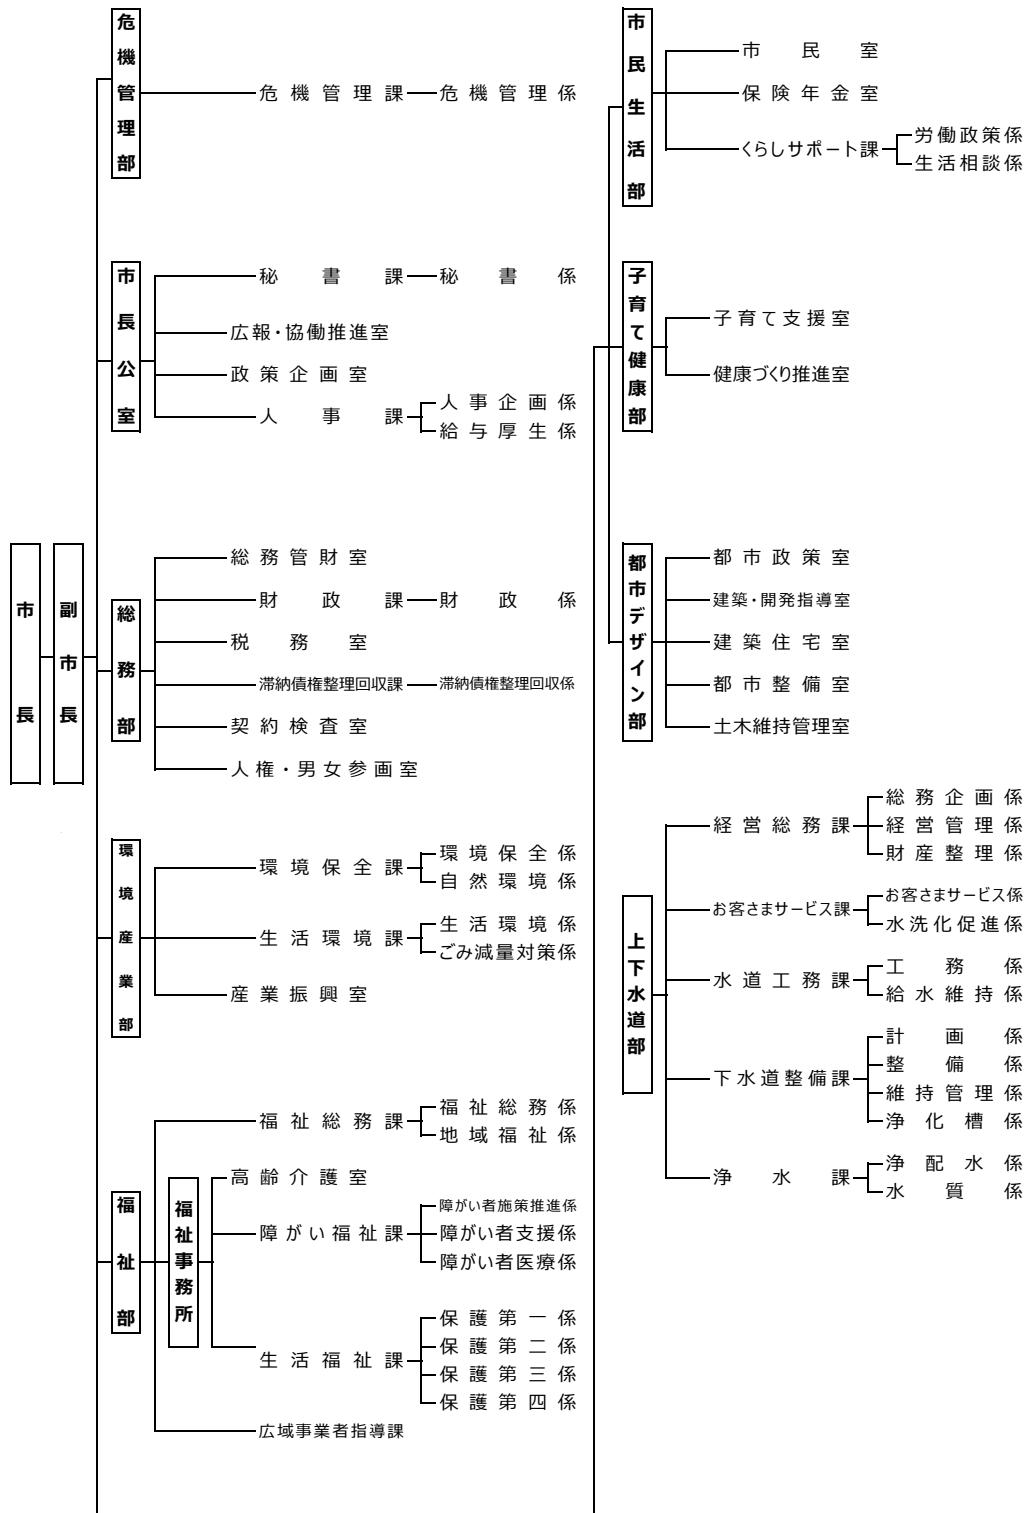 市長
副市長
危機管理部
危機管理課
危機管理係
市長公室
秘書課
秘書係
広報・協働推進室
政策企画室
人事課
人事企画係
給与厚生係
総務部
総務管財室
財政課
財政係
税務室
滞納債権整理回収課
滞納債権整理回収係
契約検査室
人権・男女参画室
環境産業部
環境保全課
環境保全係
自然環境係
生活環境課
生活環境係
ごみ減量対策係
産業振興室
福祉部
福祉総務課
福祉総務係
地域福祉係
福祉事務所
高齢介護室
障がい福祉課
障がい者施策推進係
障がい者支援係
障がい者医療係
生活福祉課
保護第一係
保護第二係
保護第三係
保護第四係
広域事業者指導課
市民生活部
市民室
保険年金室
くらしサポート課
労働政策係
生活相談係
子育て健康部
子育て支援室
健康づくり推進室
都市デザイン部
都市政策室
建築・開発指導室
建築住宅室
都市整備室
土木維持管理室
上下水道部
経営総務課
総務企画係
経営管理係
財産整理係
お客さまサービス課
お客さまサービス係
水洗化促進係
水道工務課
工務係
給水維持係
下水道整備課
計画係
整備係
維持管理係
浄化槽係
浄水課
浄配水係
水質係